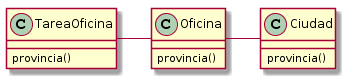 C TareaOficina
provincia()
C Oficina
provincia()
C Ciudad
provincia()